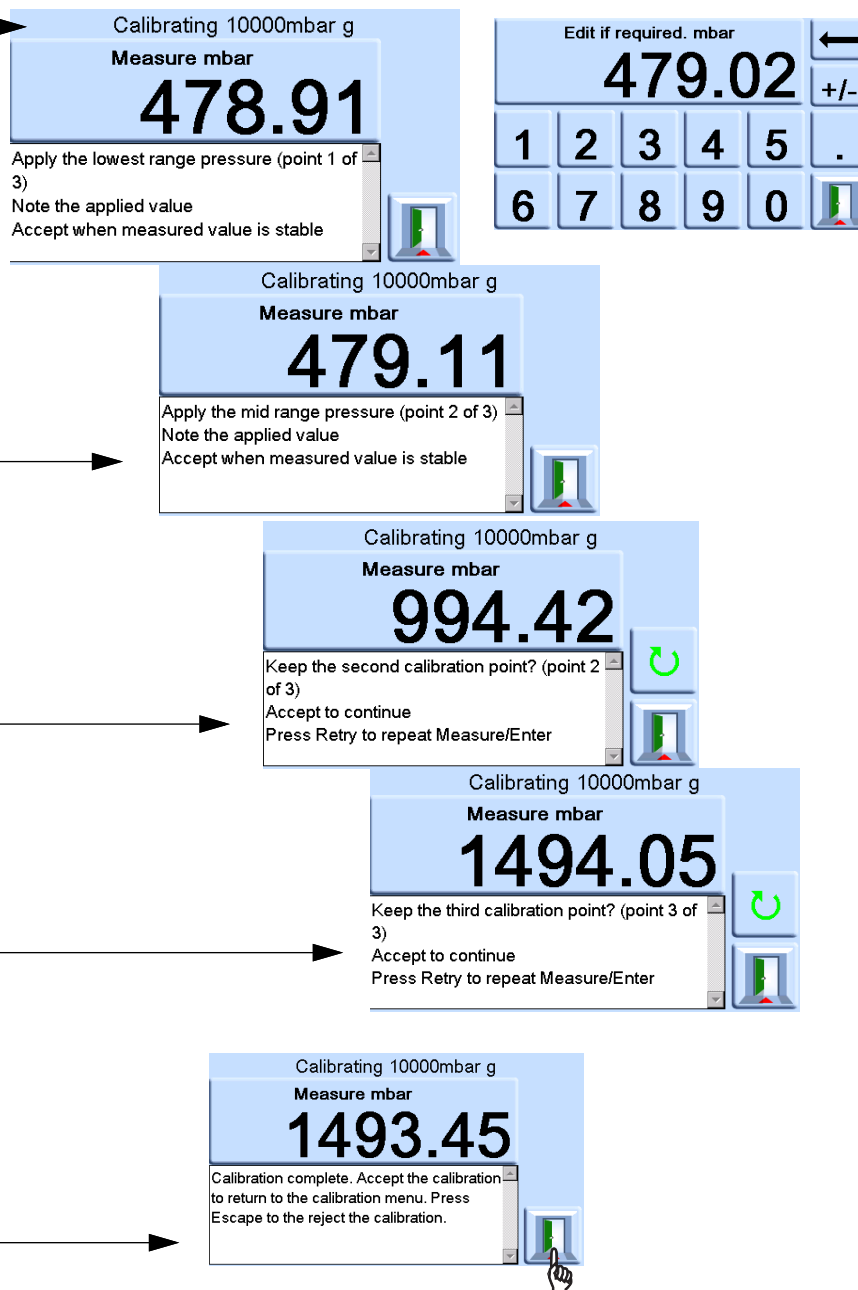 Calibrating 10000mbar g
Measure mbar
478.91
Apply the lowest range pressure (point 1 of
3)
Note the applied value
Accept when measured value is stable
Edit if required. mbar
479.02
+/-
1 2 3 4 5 .
6 7 8 9 0
Calibrating 10000mbar g
Measure mbar
479.11
Apply the mid range pressure (point 2 of 3)
Note the applied value
Accept when measured value is stable
Calibrating 10000mbar g
Measure mbar
994.42
Keep the second calibration point? (point 2
of 3)
Accept to continue
Press Retry to repeat Measure/Enter
Calibrating 10000mbar g
Measure mbar
1494.05
Keep the third calibration point? (point 3 of
3)
Accept to continue
Press Retry to repeat Measure/Enter
Calibrating 10000mbar g
Measure mbar
1493.45
Calibration complete. Accept the calibration
to return to the calibration menu. Press
Escape to the reject the calibration.